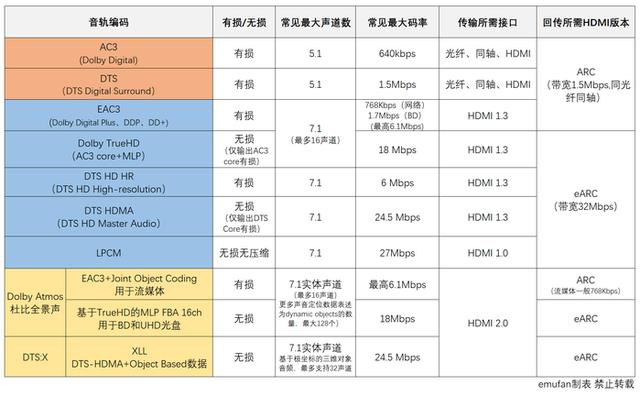 音轨编码 有损/无损 常见最大声道数 常见最大码率 传输所需接口 回传所需HDMI版本
AC3
(Dolby Digital)
有损 5.1 640kbps 光纤、同轴、HDMI
DTS
(DTS Digital Surround)
有损 5.1 1.5Mbps 光纤、同轴、HDMI
ARC
(带宽1.5Mbps,同光
纤同轴)
EAC3
(Dolby Digital Plus、DDP、DD+)
有损
7.1
(最多16声道)
768Kbps（网络）
1.7Mbps（BD）
(最高6.1Mbps)
HDMI 1.3
Dolby TrueHD
(AC3 core+MLP)
无损
(仅输出AC3
core有损)
18 Mbps HDMI 1.3
DTS HD HR
(DTS HD High-resolution)
有损 7.1 6 Mbps HDMI 1.3
DTS HDMA
(DTS HD Master Audio)
无损
(仅输出DTS
Core有损)
7.1 24.5 Mbps HDMI 1.3
LPCM 无损无压缩 7.1 27Mbps HDMI 1.0
eARC
(带宽32Mbps)
Dolby Atmos
杜比全景声
EAC3+Joint Object Coding
用于流媒体
有损
7.1实体声道
(最多16声道)
更多声音定位数据表述
为dynamic objects的数
量，最大128个)
最高6.1Mbps
HDMI 2.0
ARC
(流媒体一般768Kbps)
基于TrueHD的MLP FBA 16ch
用于BD和UHD光盘
无损 18Mbps eARC
DTS:X
XLL
DTS-HDMA+Object Based数据
无损
7.1实体声道
基于极坐标的三维对象
音频，最多支持32声道
24.5 Mbps eARC
emufan制表 禁止转载